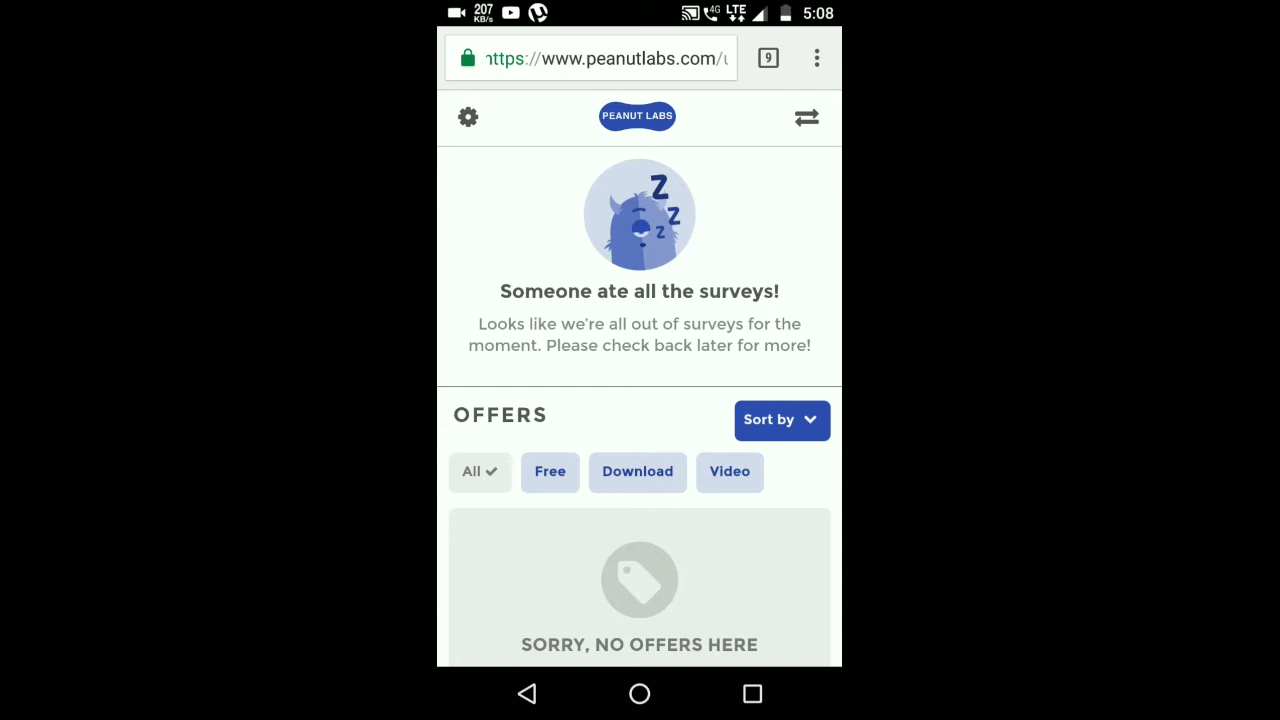 207
KB/s
4G
LTE
5:08
https://www.peanutlabs.com/u
9
PEANUT LABS
Z
Z
Z
Someone ate all the surveys!
Looks like we're all out of surveys for the
moment. Please check back later for more!
OFFERS
Sort by
All
Free
Download
Video
SORRY, NO OFFERS HERE